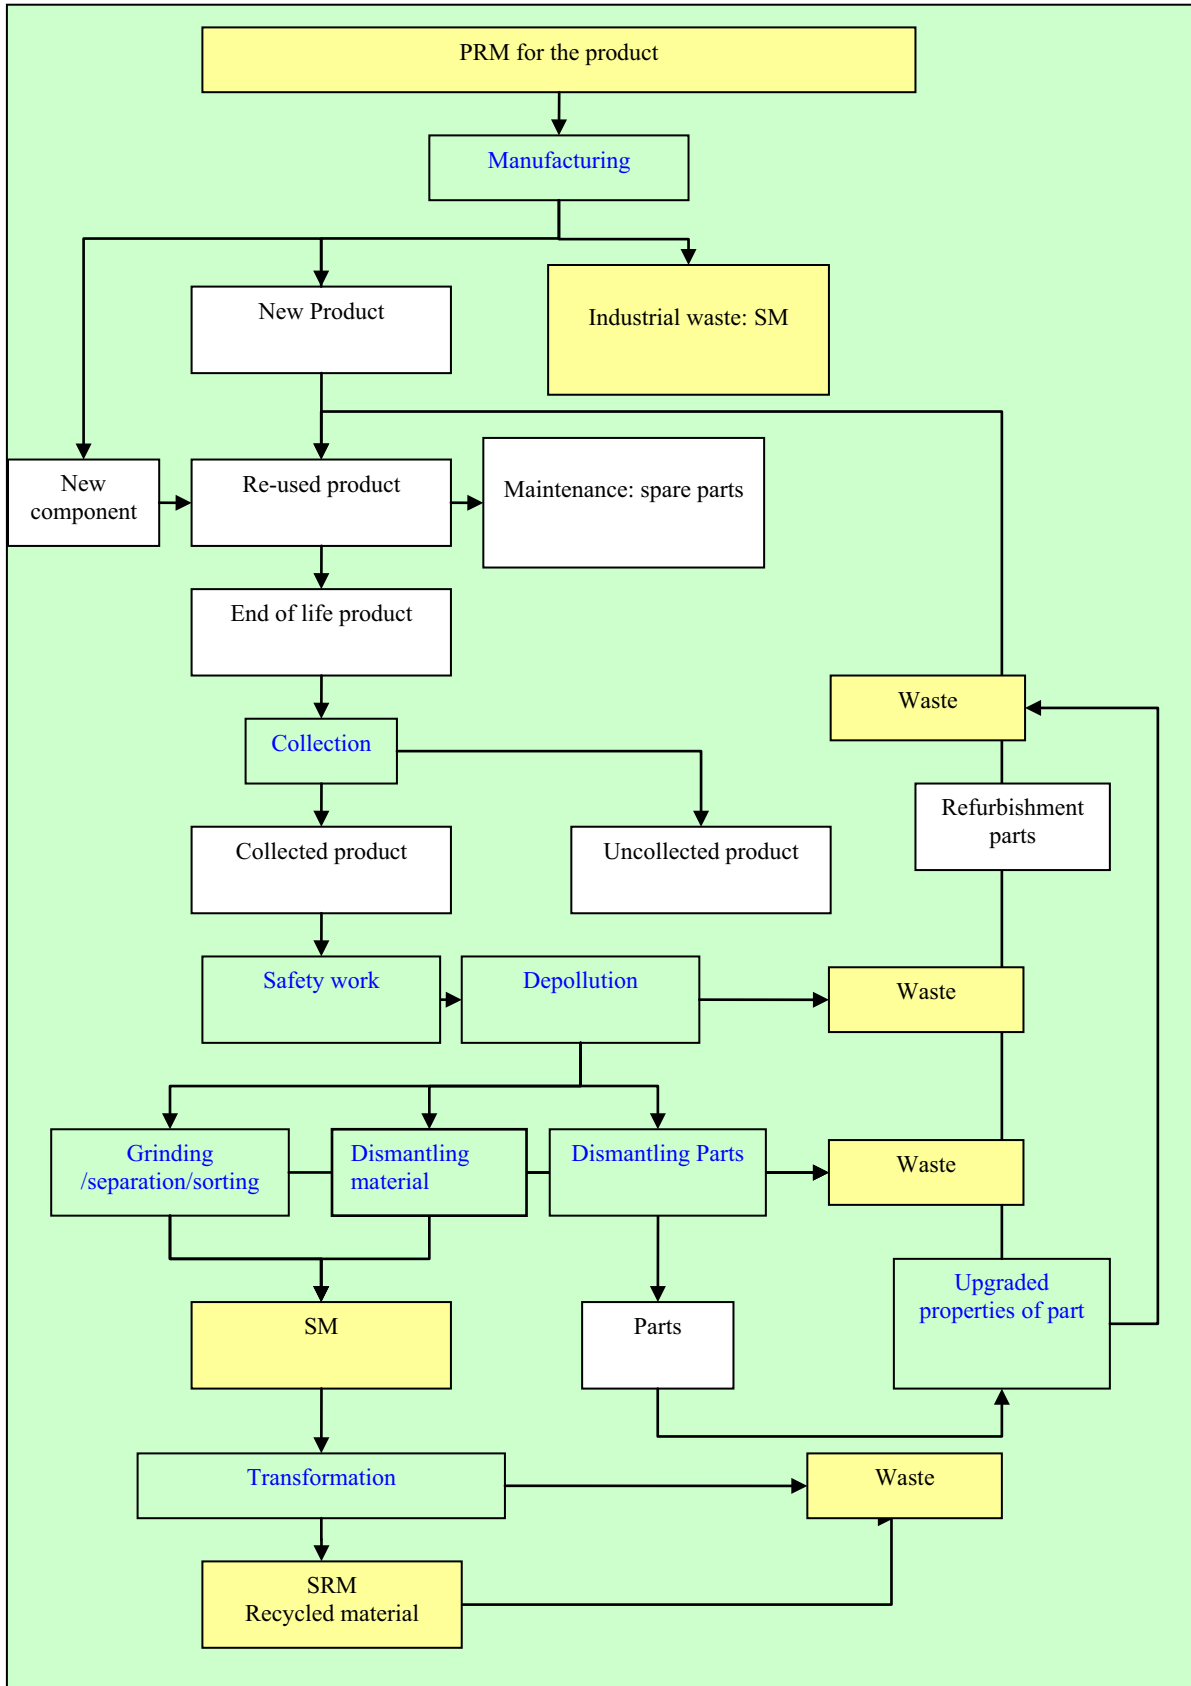 PRM for the product
Manufacturing
New Product
Industrial waste: SM
New
component
Re-used product
Maintenance: spare parts
End of life product
Waste
Collection
Refurbishment
parts
Collected product
Uncollected product
Safety work
Depollution
Waste
Grinding
/separation/sorting
Dismantling
material
Dismantling Parts
Waste
Upgraded
properties of part
SM
Parts
Transformation
Waste
SRM
Recycled material